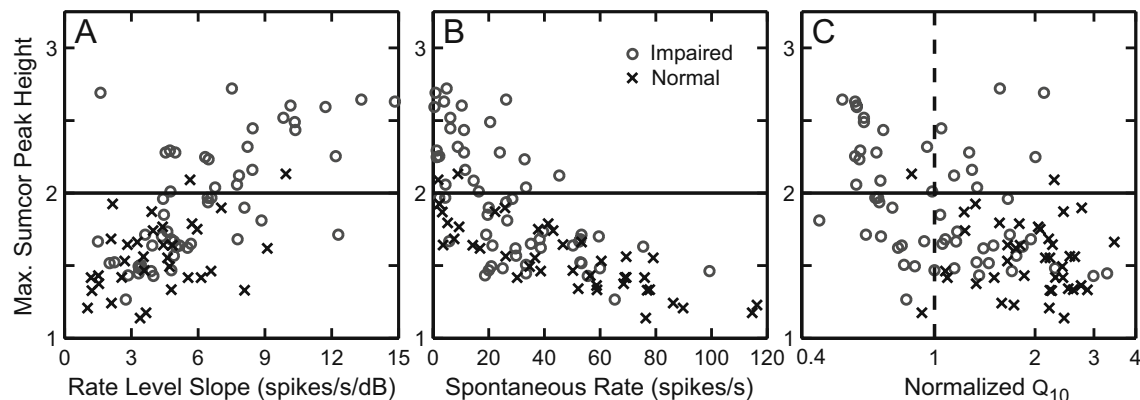 A
B
C
Impaired
Normal
Max. Sumcor Peak Height
3
2
1
3
2
1
3
2
1
0 3 6 9 12 15
0 20 40 60 80 100 120
0.4 1 2 3 4
Rate Level Slope (spikes/s/dB)
Spontaneous Rate (spikes/s)
Normalized Q10